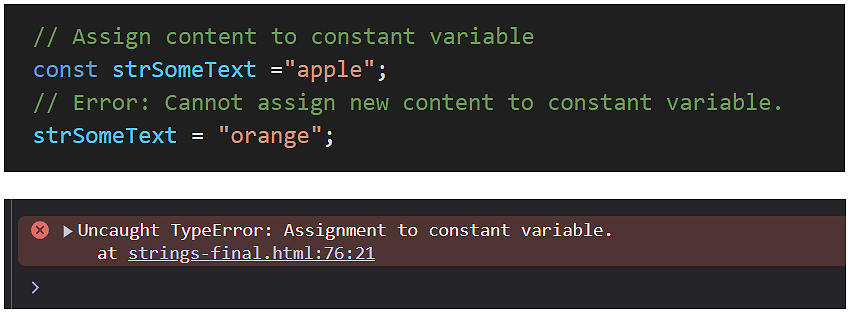 // Assign content to constant variable
const strSomeText ="apple";
// Error: Cannot assign new content to constant variable.
strSomeText = "orange";
Uncaught TypeError: Assignment to constant variable.
at strings-final.html:76:21